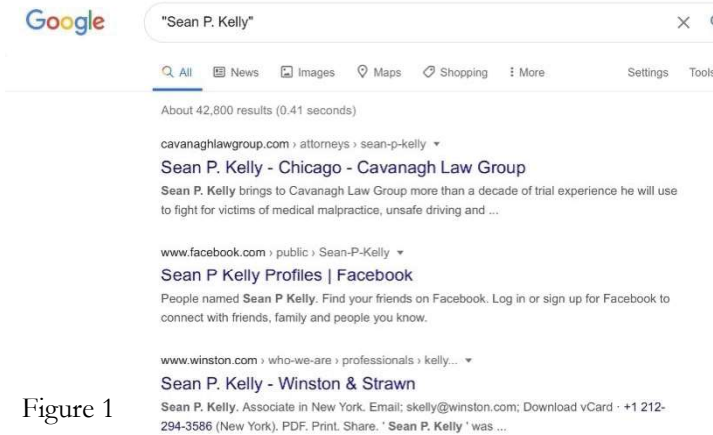 Google
"Sean P. Kelly"
All News Images Maps Shopping More Settings Tools
About 42,800 results (0.41 seconds)
cavanaghlawgroup.com › attorneys › sean-p-kelly
Sean P. Kelly - Chicago - Cavanagh Law Group
Sean P. Kelly brings to Cavanagh Law Group more than a decade of trial experience he will use
to fight for victims of medical malpractice, unsafe driving and ...
www.facebook.com › public › Sean-P-Kelly
Sean P Kelly Profiles | Facebook
People named Sean P Kelly. Find your friends on Facebook. Log in or sign up for Facebook to
connect with friends, family and people you know.
www.winston.com › who-we-are › professionals › kelly...
Sean P. Kelly - Winston & Strawn
Sean P. Kelly. Associate in New York. Email; skelly@winston.com; Download vCard · +1 212-
294-3586 (New York). PDF. Print. Share. ' Sean P. Kelly ' was ...
Figure 1